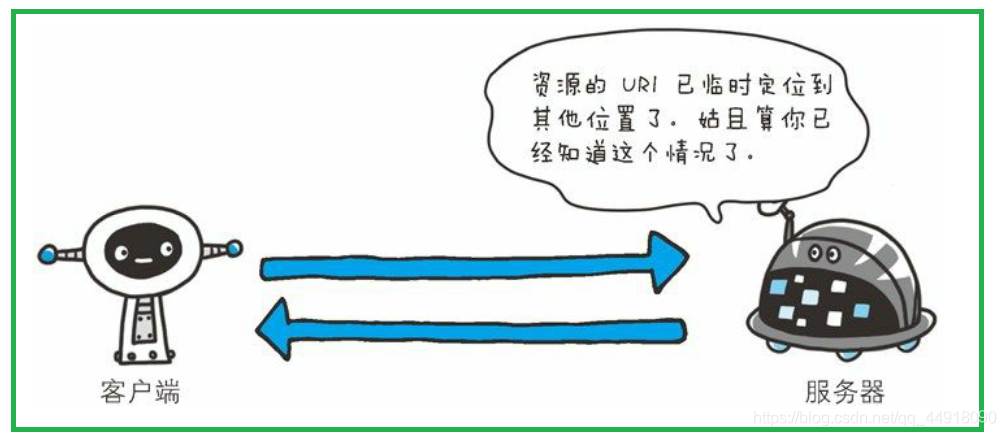 资源的 URI 已临时定位到
其他位置了。姑且算你已
经知道这个情况了。
客户端
服务器
https://blog.csdn.net/qq_44918090